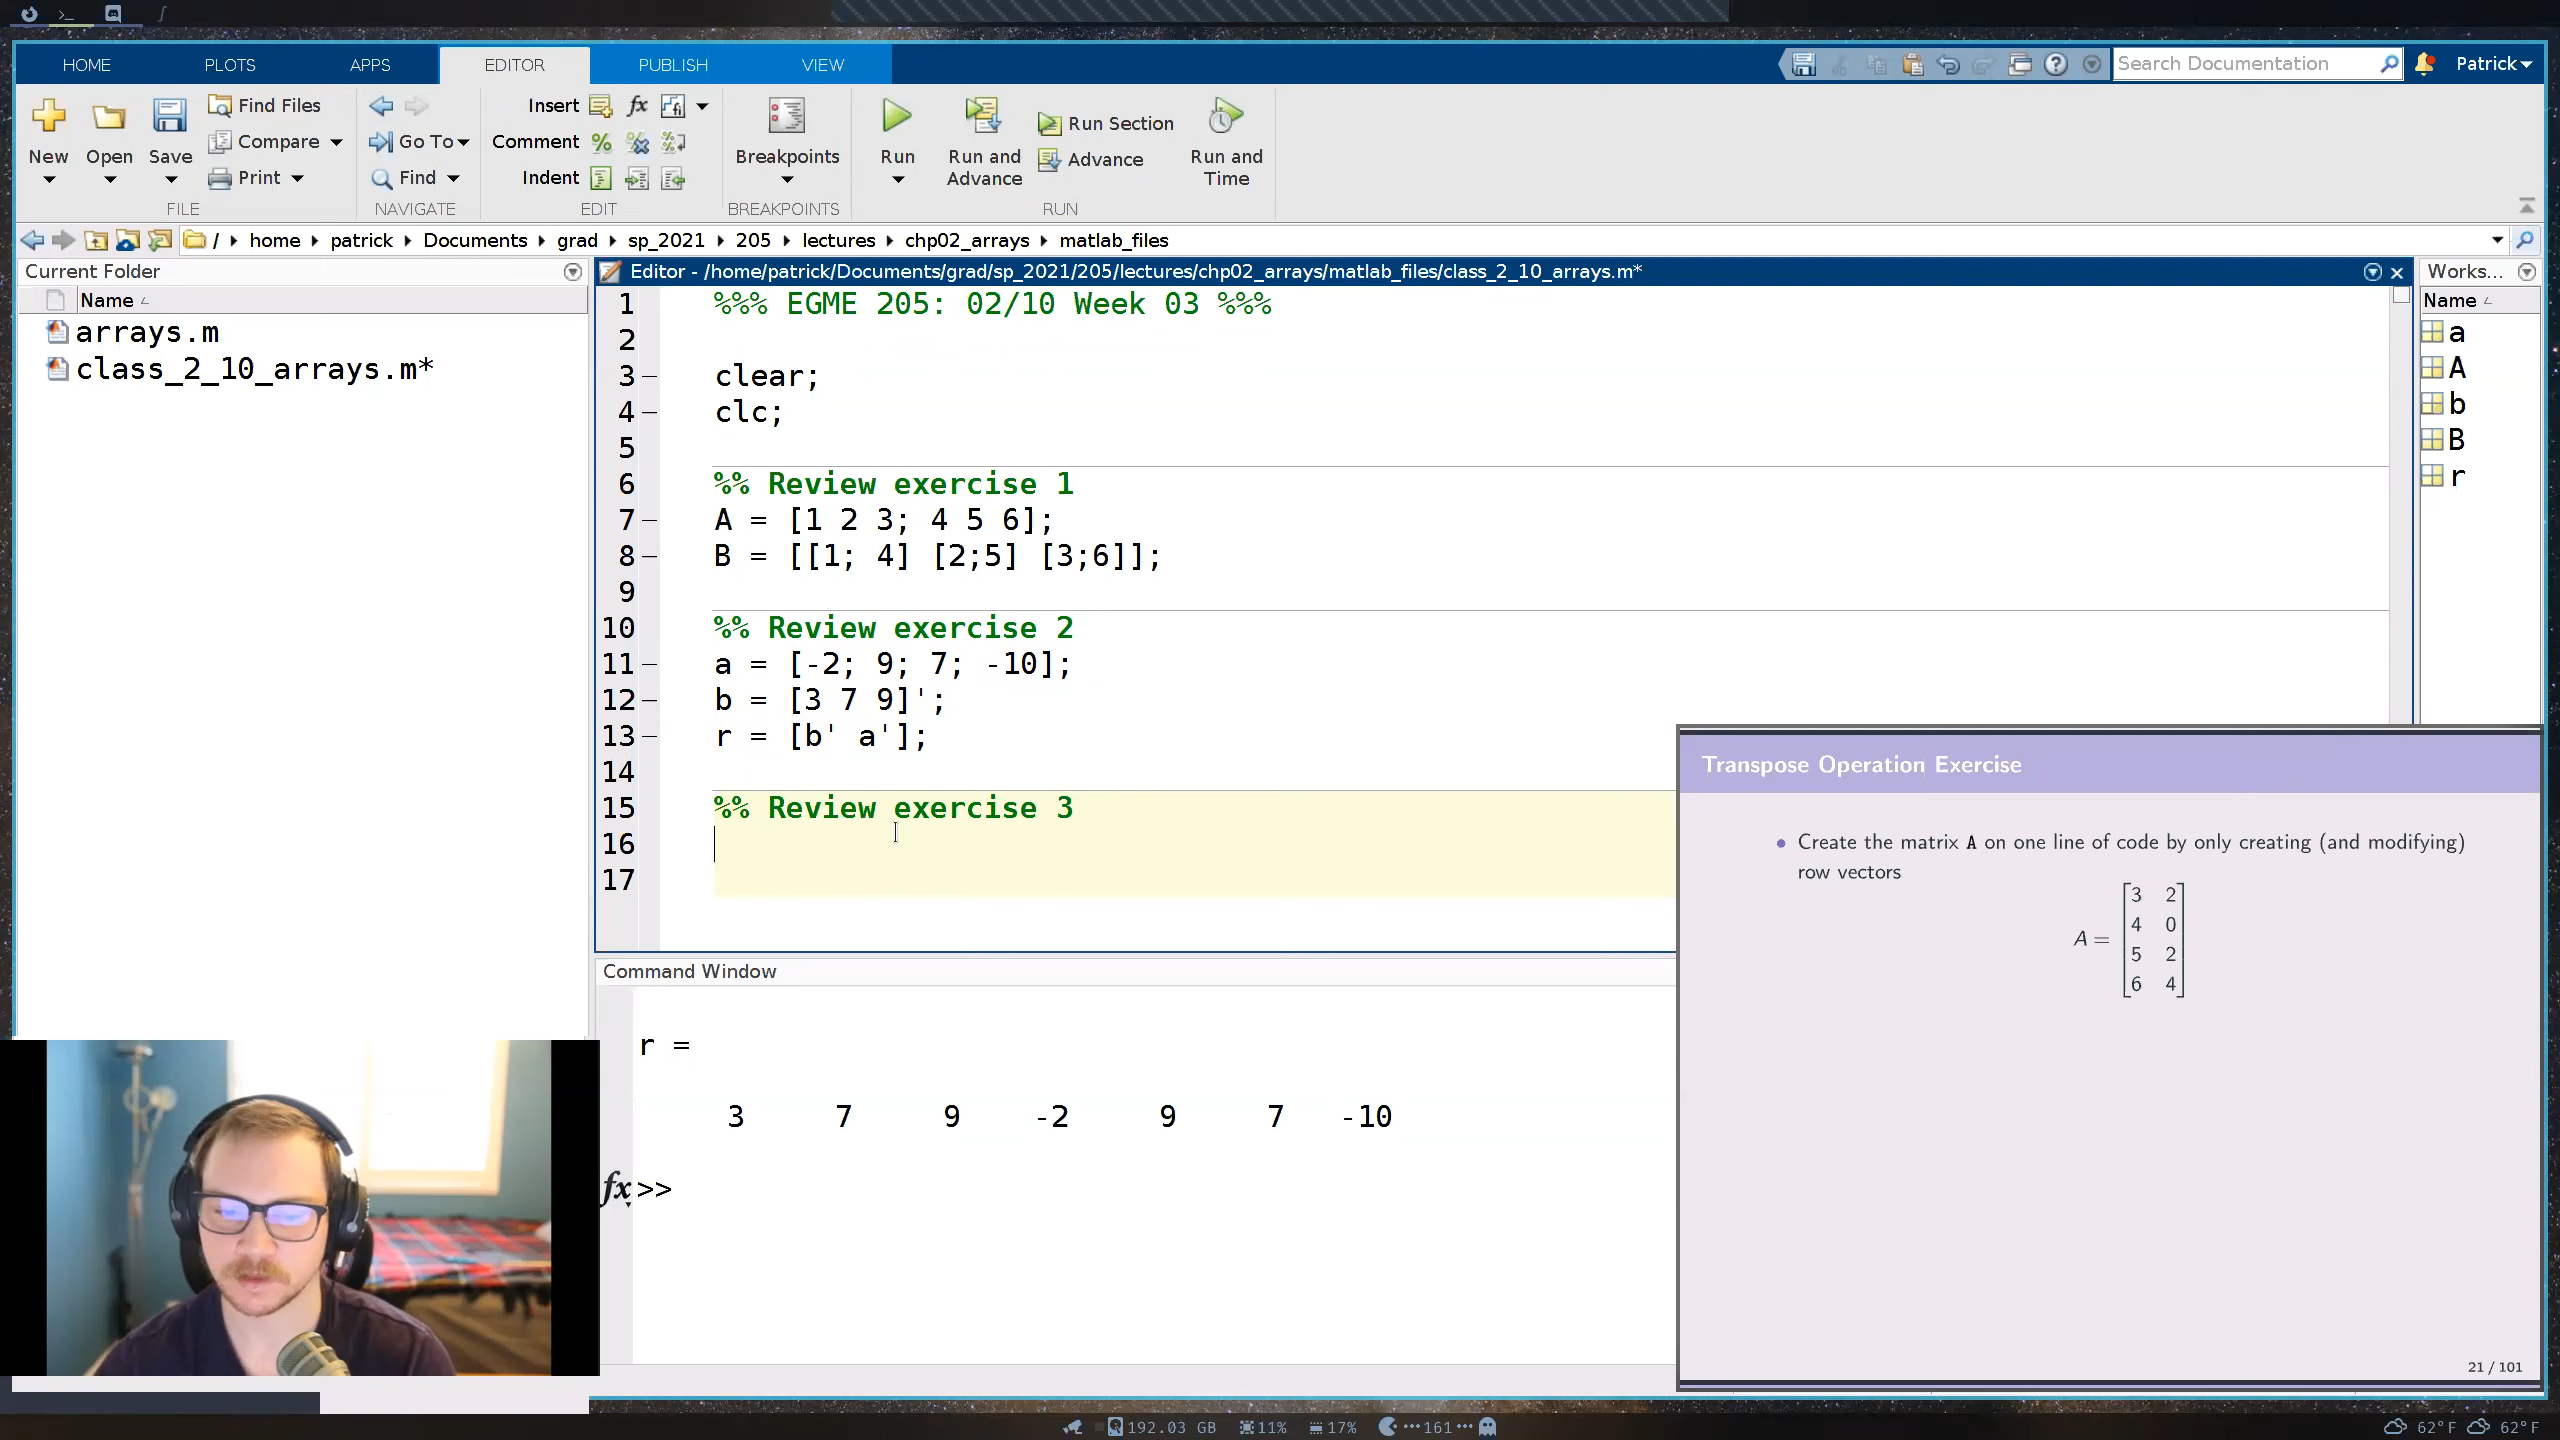 HOME PLOTS APPS EDITOR PUBLISH VIEW Search Documentation Patrick
New Open Save Find Files Compare Print Go To Find Insert fx Comment Indent Breakpoints Run Run and Advance Run Section Advance Run and Time
FILE NAVIGATE EDIT BREAKPOINTS RUN
/ home patrick Documents grad sp_2021 205 lectures chp02_arrays matlab_files
Current Folder
Name
arrays.m
class_2_10_arrays.m*
Editor - /home/patrick/Documents/grad/sp_2021/205/lectures/chp02_arrays/matlab_files/class_2_10_arrays.m*
1 %%% EGME 205: 02/10 Week 03 %%%
2
3 clear;
4 clc;
5
6 %% Review exercise 1
7 A = [1 2 3; 4 5 6];
8 B = [[1; 4] [2;5] [3;6]];
9
10 %% Review exercise 2
11 a = [-2; 9; 7; -10];
12 b = [3 7 9]';
13 r = [b' a'];
14
15 %% Review exercise 3
16
17
Works...
Name
a
A
b
B
r
Command Window
r =
3 7 9 -2 9 7 -10
fx >>
Transpose Operation Exercise
• Create the matrix A on one line of code by only creating (and modifying)
row vectors
A =
3 2
4 0
5 2
6 4
21 / 101
192.03 GB 11% 17% 161 62°F 62°F